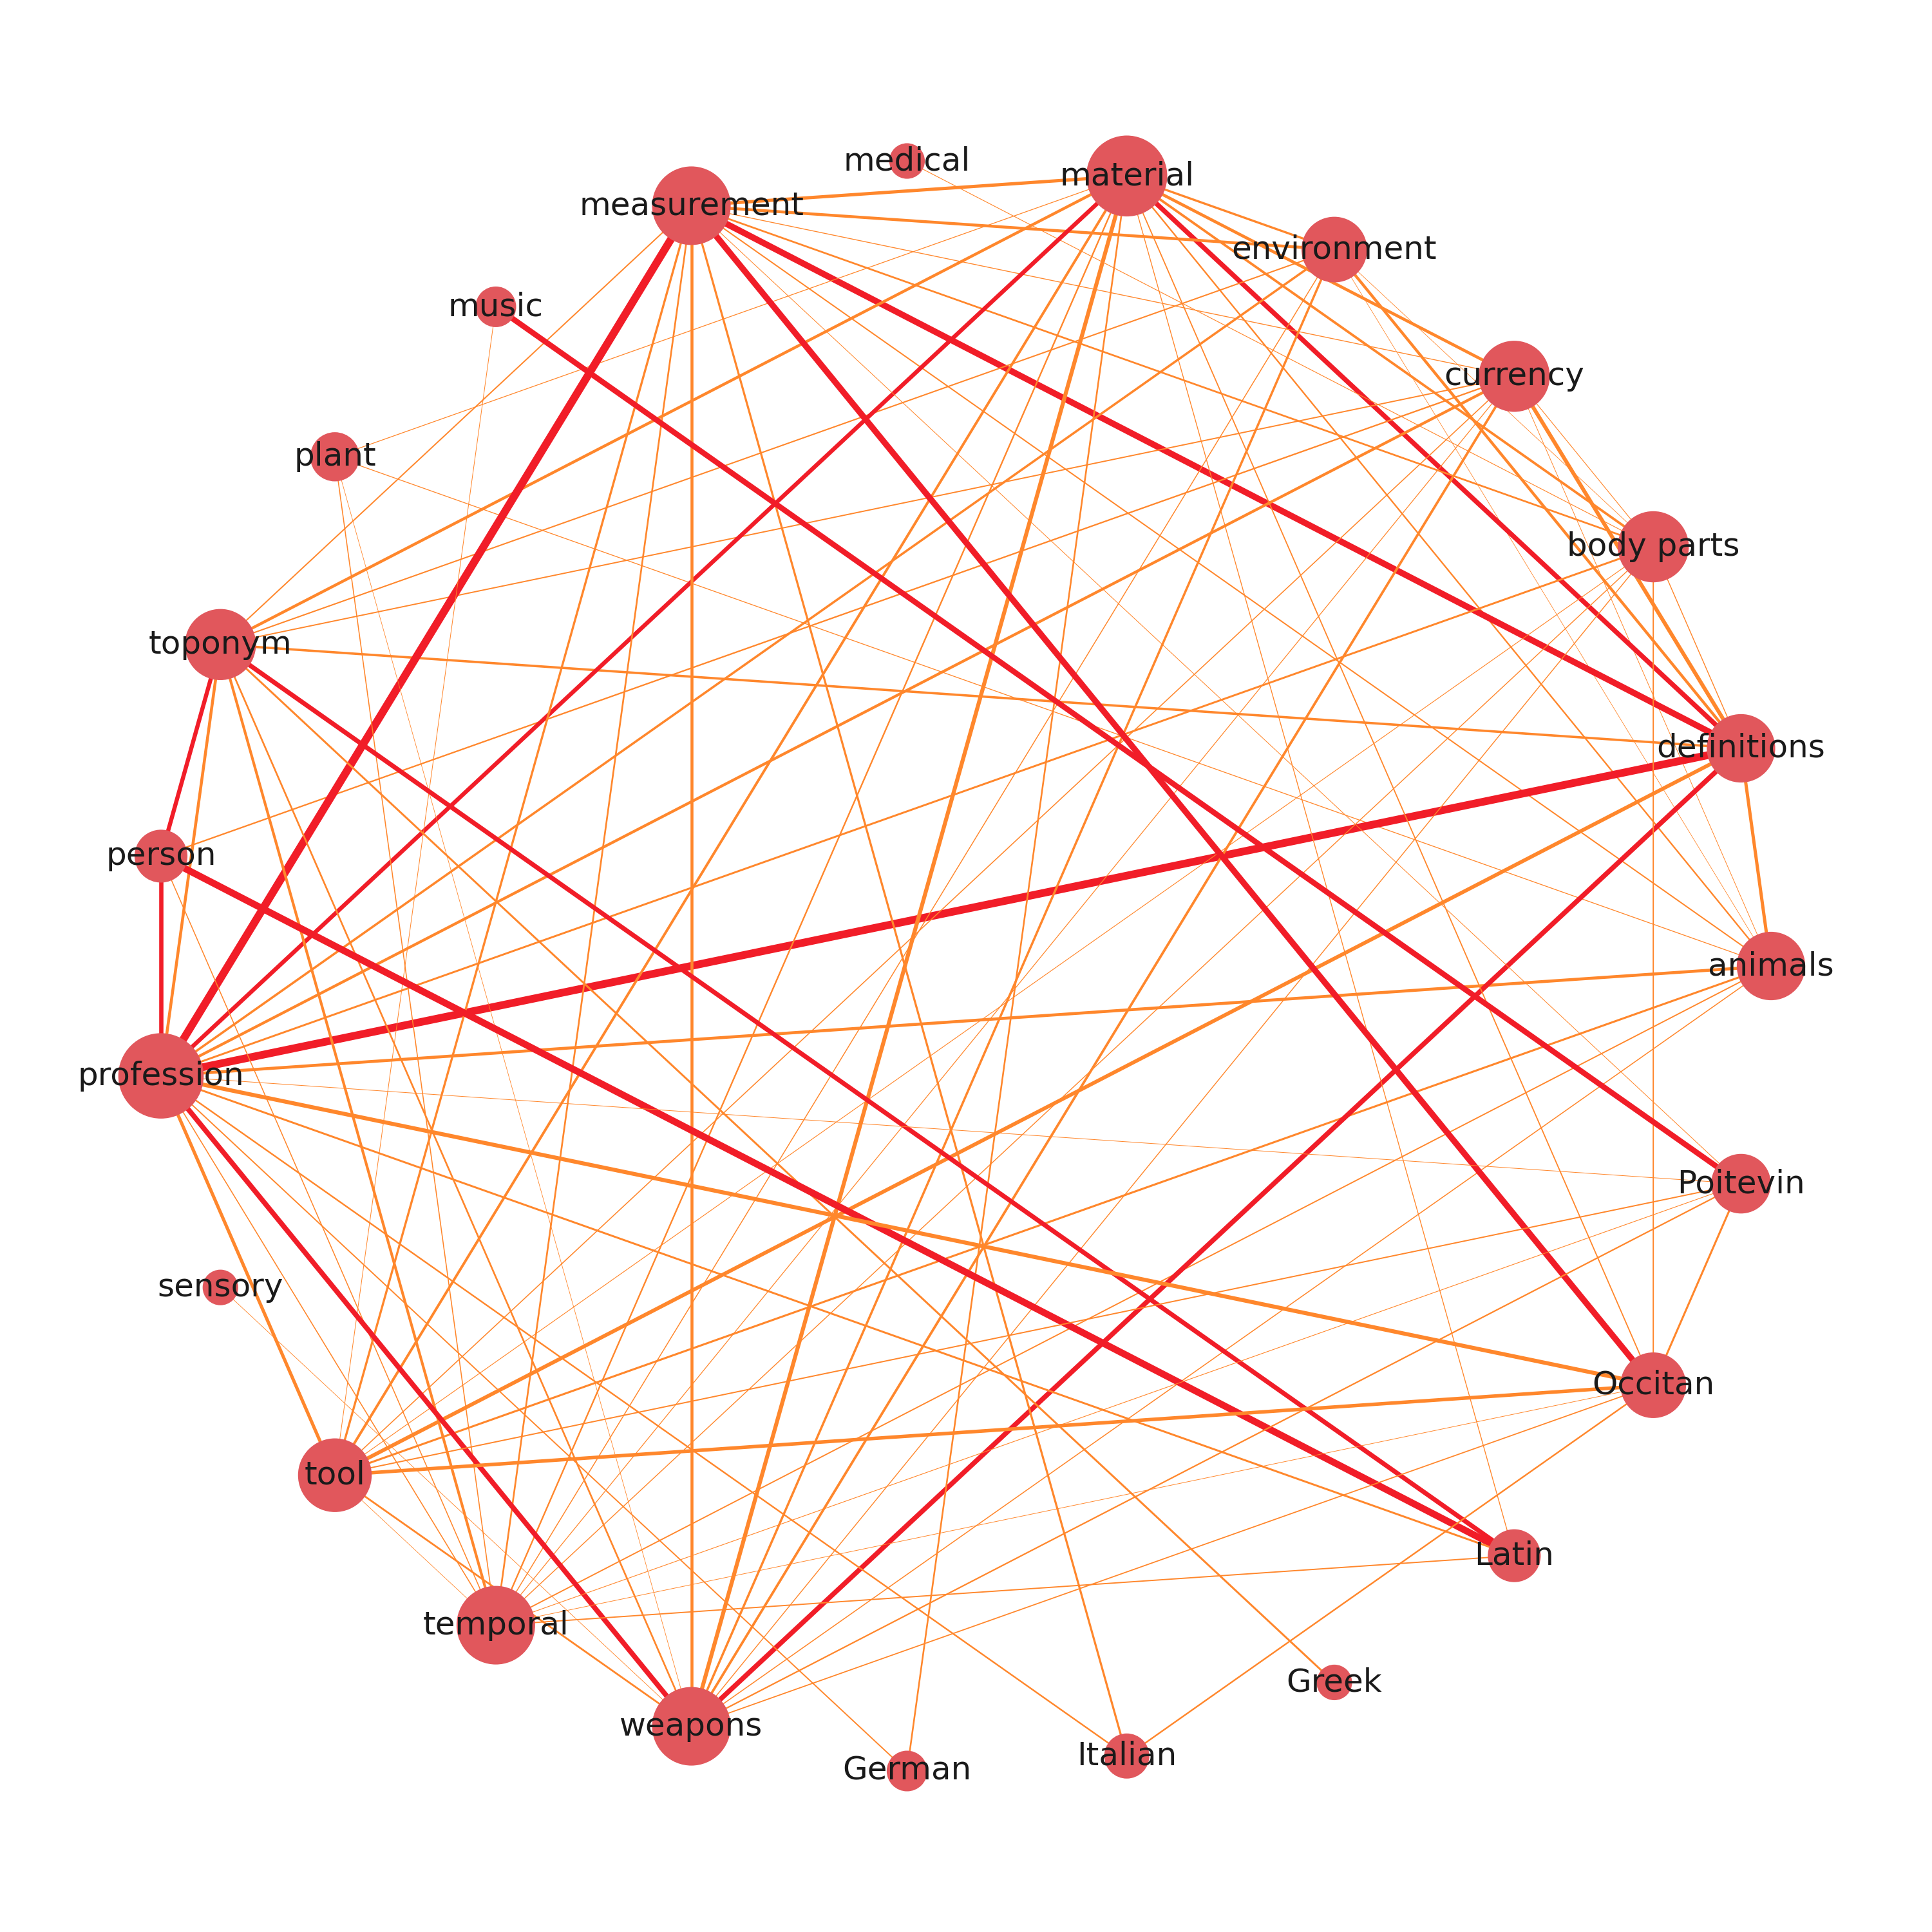 medical
material
measurement
environment
music
currency
plant
body parts
toponym
definitions
person
animals
profession
Poitevin
sensory
Occitan
tool
Latin
temporal
Greek
weapons
Italian
German